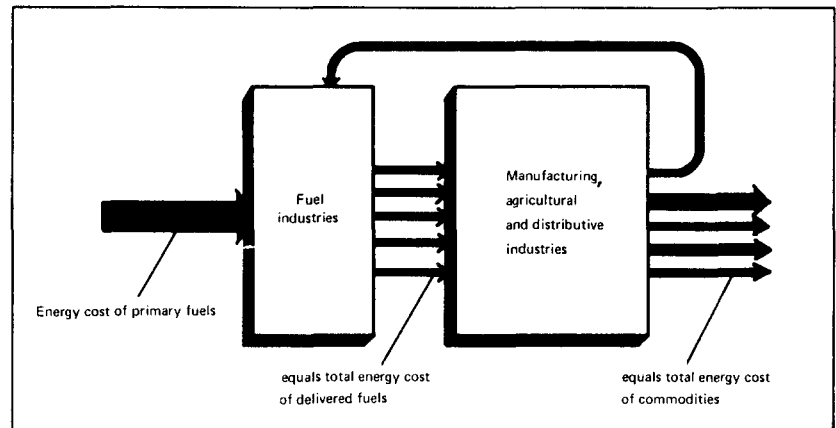 Fuel
industries
Manufacturing,
agricultural
and distributive
industries
Energy cost of primary fuels
equals total energy cost
of delivered fuels
equals total energy cost
of commodities